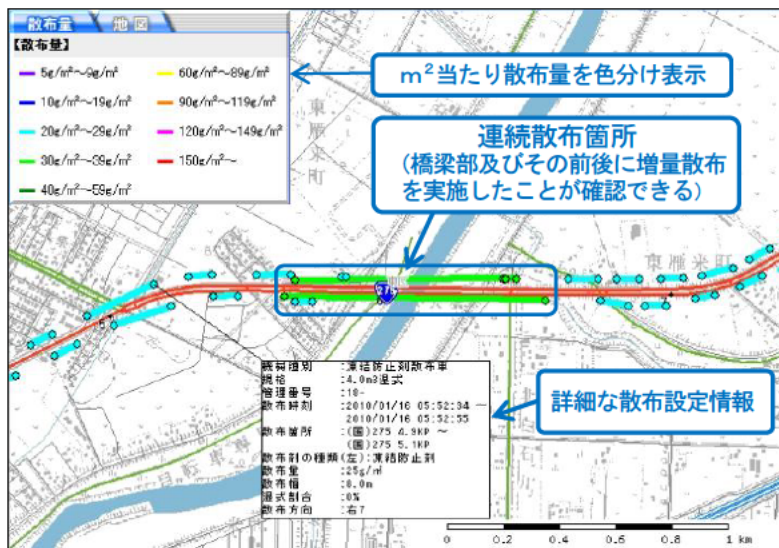 散布量
地図
【散布量】
5g/m²～9g/m²
10g/m²～19g/m²
20g/m²～29g/m²
30g/m²～39g/m²
40g/m²～59g/m²
60g/m²～89g/m²
90g/m²～119g/m²
120g/m²～149g/m²
150g/m²～
m²当たり散布量を色分け表示
連続散布箇所
(橋梁部及びその前後に増量散布
を実施したことが確認できる)
東雁来町
東雁来町
機械種別 :凍結防止剤散布車
規格 :4.0m3湿式
管理番号 :18-
散布時刻 :2010/01/16 05:52:34 ～
2010/01/16 05:52:55
散布箇所 :(国)275 4.9KP ～
(国)275 5.1KP
散布剤の種類(左):凍結防止剤
散布量 :25g/㎡
散布幅 :8.0m
湿式割合 :0%
散布方向 :右7
詳細な散布設定情報
0 0.2 0.4 0.6 0.8 1 km